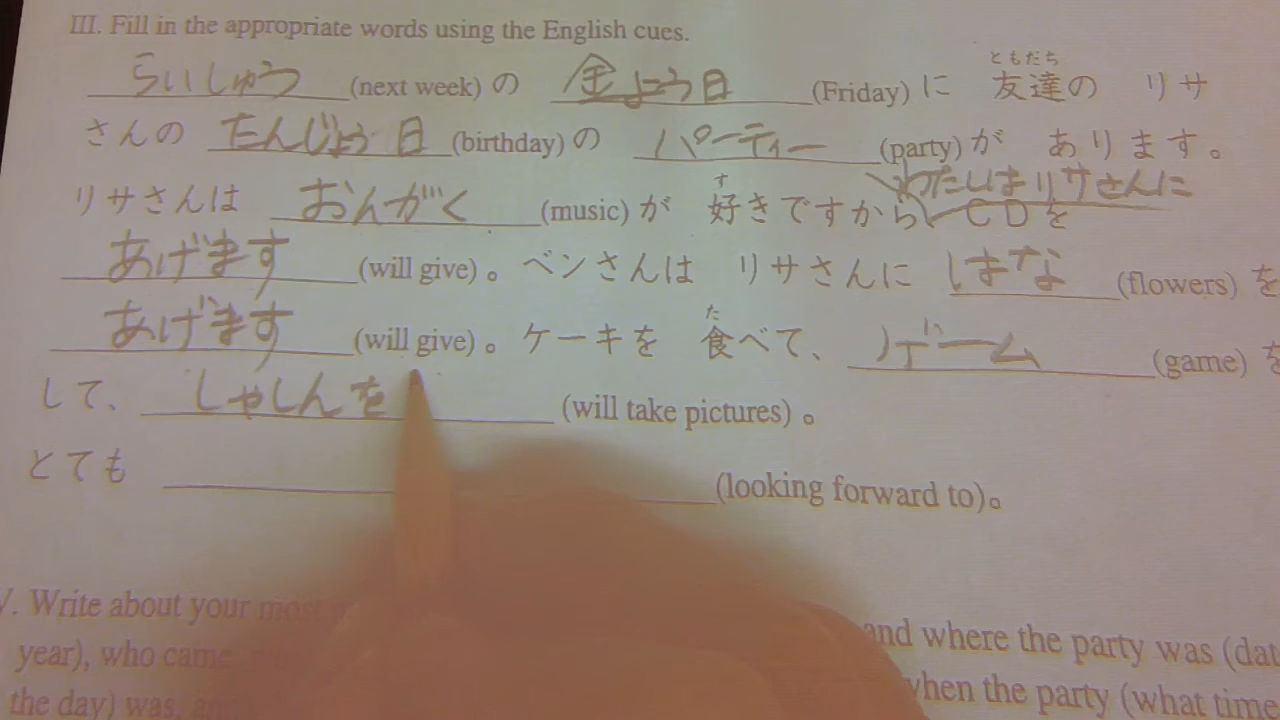 III. Fill in the appropriate words using the English cues.
らいしゅう (next week) の 金よう日 (Friday) に 友達の リサ
ともだち
さんの たんじょう日 (birthday) の パーティー (party) が あります。
わたしはリサさんに
リサさんは おんがく (music) が 好きですから、 CDを
す
あげます (will give) 。 ベンさんは リサさんに はな (flowers) を
あげます (will give) 。 ケーキを 食べて、 ゲーム (game) を
た
して、 しゃしんを (will take pictures) 。
とても (looking forward to)。
V. Write about your most and where the party was (dat
year), who came when the party (what time
the day) was, an